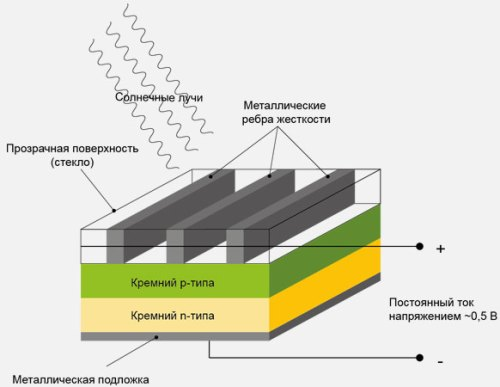 Солнечные лучи
Металлические
ребра жесткости
Прозрачная поверхность
(стекло)
+
Кремний p-типа
Кремний n-типа
Постоянный ток
напряжением ~0,5 В
-
Металлическая подложка